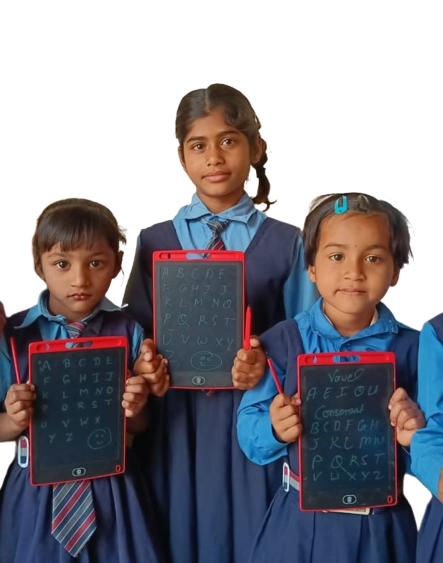 A B C D E
F G H I J
K L M N O
P Q R S T
U V W X
Y Z
A B C D E
F G H I J
K L M N O
P Q R S T
Vowel
A E I O U
Consonant
B C D F G H
J K L M N
P Q R S T
V W X Y Z